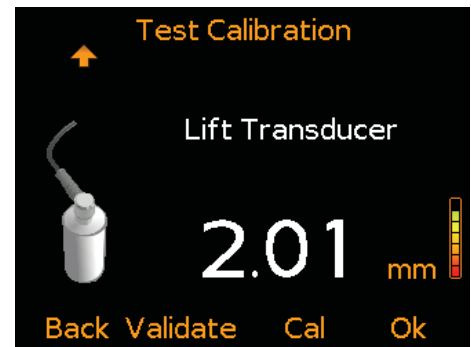 Test Calibration
Lift Transducer
2.01 mm
Back Validate Cal Ok